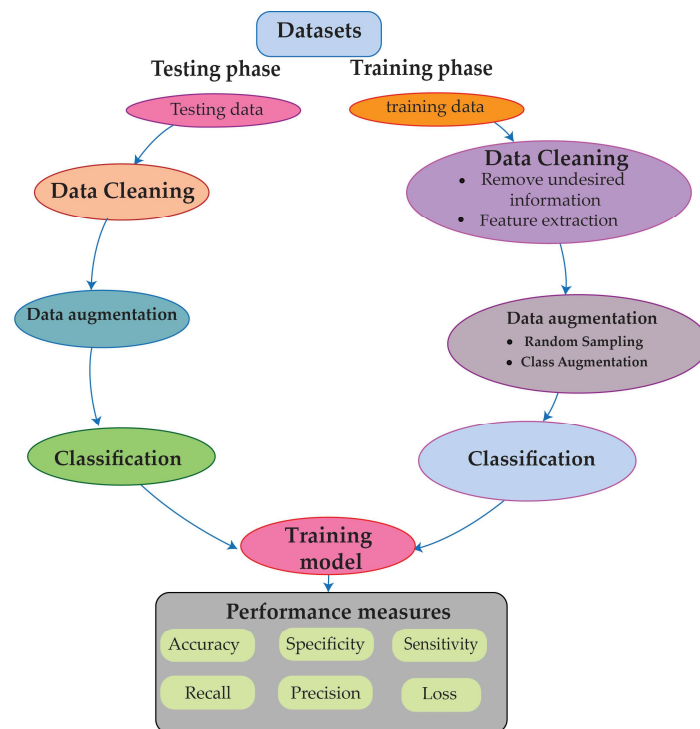 Datasets
Testing phase
Training phase
Testing data
training data
Data Cleaning
Data Cleaning
• Remove undesired
information
• Feature extraction
Data augmentation
Data augmentation
• Random Sampling
• Class Augmentation
Classification
Classification
Training
model
Performance measures
Accuracy
Specificity
Sensitivity
Recall
Precision
Loss